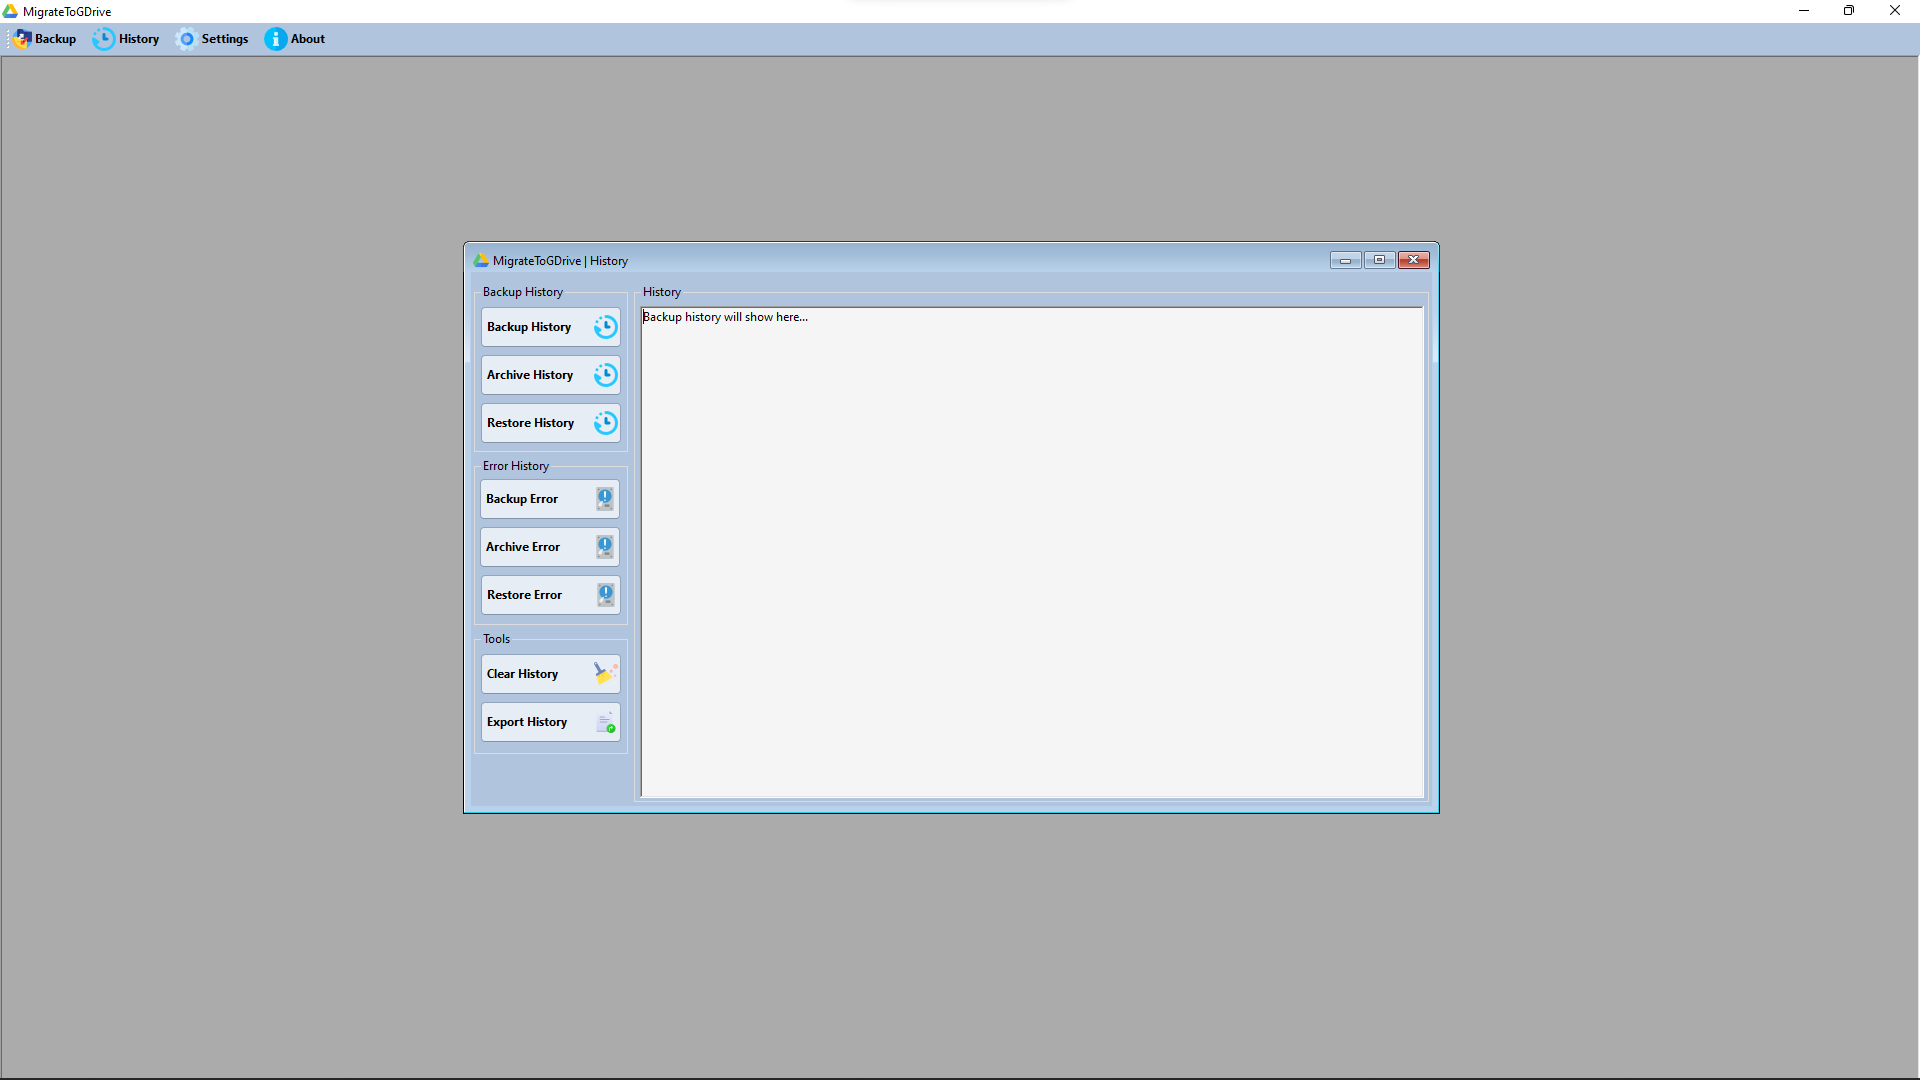 MigrateToGDrive
Backup History Settings About
MigrateToGDrive | History
Backup History
Backup History
Archive History
Restore History
Error History
Backup Error
Archive Error
Restore Error
Tools
Clear History
Export History
History
Backup history will show here...